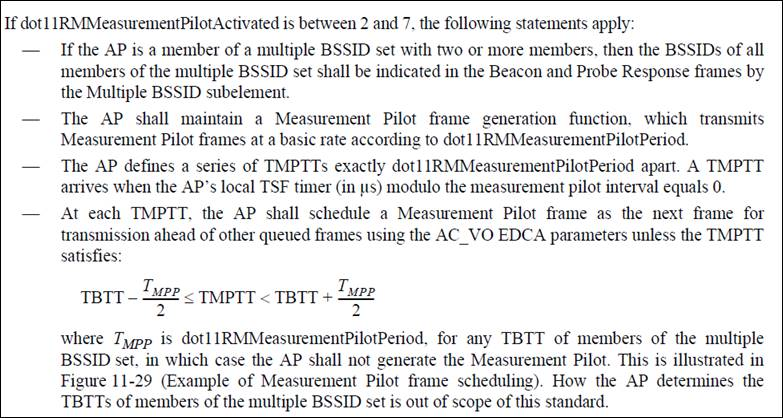 If dot11RMMeasurementPilotActivated is between 2 and 7, the following statements apply:
— If the AP is a member of a multiple BSSID set with two or more members, then the BSSIDs of all
members of the multiple BSSID set shall be indicated in the Beacon and Probe Response frames by
the Multiple BSSID subelement.
— The AP shall maintain a Measurement Pilot frame generation function, which transmits
Measurement Pilot frames at a basic rate according to dot11RMMeasurementPilotPeriod.
— The AP defines a series of TMPTTs exactly dot11RMMeasurementPilotPeriod apart. A TMPTT
arrives when the AP's local TSF timer (in µs) modulo the measurement pilot interval equals 0.
— At each TMPTT, the AP shall schedule a Measurement Pilot frame as the next frame for
transmission ahead of other queued frames using the AC_VO EDCA parameters unless the TMPTT
satisfies:
TBTT – T_MPP/2 ≤ TMPTT < TBTT + T_MPP/2
where T_MPP is dot11RMMeasurementPilotPeriod, for any TBTT of members of the multiple
BSSID set, in which case the AP shall not generate the Measurement Pilot. This is illustrated in
Figure 11-29 (Example of Measurement Pilot frame scheduling). How the AP determines the
TBTTs of members of the multiple BSSID set is out of scope of this standard.